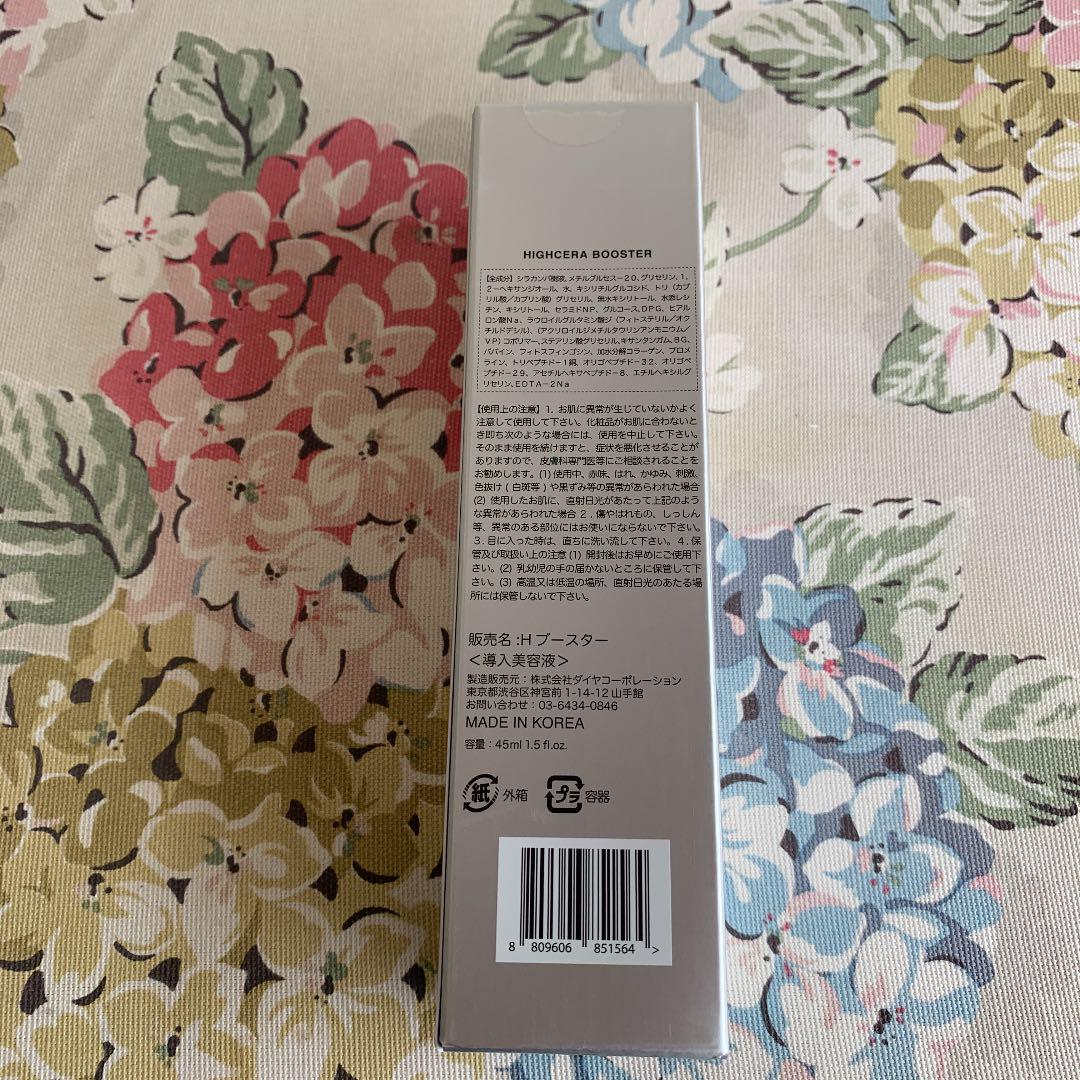 HIGHCERA BOOSTER
【全成分】シラカンバ樹液、メチルグルセスー20、グリセリン、1、
2ーヘキサンジオール、水、キシリチルグルコシド、トリ(カプ
リル酸/カプリン酸)グリセリル、無水キシリトール、水添レシ
チン、キシリトール、セラミドNP、グルコース、DPG、ヒアル
ロン酸Na、ラウロイルグルタミン酸ジ(フィトステリル/オク
チルドデシル)、(アクリロイルジメチルタウリンアンモニウム/
VP)コポリマー、ステアリン酸グリセリル、キサンタンガム、BG、
パパイン、フィトスフィンゴシン、加水分解コラーゲン、ブロメ
ライン、トリペプチドー1銅、オリゴペプチドー32、オリゴペ
プチドー29、アセチルヘキサペプチドー8、エチルヘキシルグ
リセリン、EDTAー2Na
【使用上の注意】1. お肌に異常が生じていないかよく
注意して使用して下さい。化粧品がお肌に合わないと
き即ち次のような場合には、使用を中止して下さい。
そのまま使用を続けますと、症状を悪化させることが
ありますので、皮膚科専門医等にご相談されることを
お勧めします。(1) 使用中、赤味、はれ、かゆみ、刺激、
色抜け ( 白斑等 ) や黒ずみ等の異常があらわれた場合
(2) 使用したお肌に、直射日光があたって上記のよう
な異常があらわれた場合 2 . 傷やはれもの、しっしん
等、異常のある部位にはお使いにならないで下さい。
3 . 目に入った時は、直ちに洗い流して下さい。4 . 保
管及び取扱い上の注意 (1) 開封後はお早めにご使用下
さい。(2) 乳幼児の手の届かないところに保管して下
さい。(3) 高温又は低温の場所、直射日光のあたる場
所には保管しないで下さい。
販売名 :H ブースター
<導入美容液>
製造販売元:株式会社ダイヤコーポレーション
東京都渋谷区神宮前 1-14-12 山手館
お問い合わせ:03-6434-0846
MADE IN KOREA
容量:45ml 1.5 fl.oz.
紙 外箱 プラ 容器
8 809606 851564 >